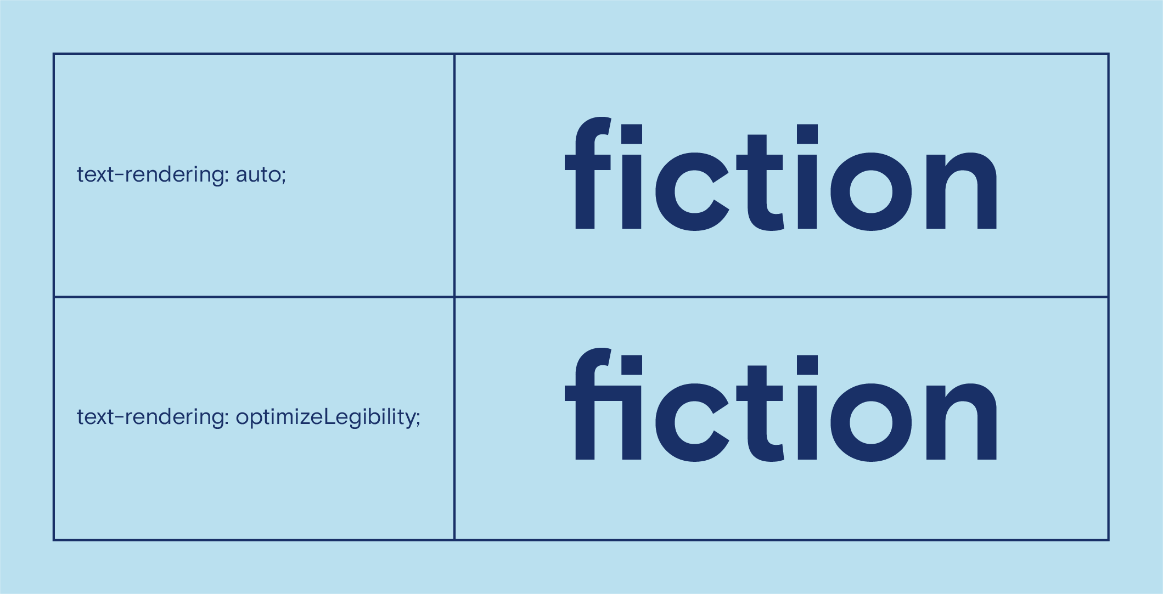 text-rendering: auto;
fiction
text-rendering: optimizeLegibility;
fiction